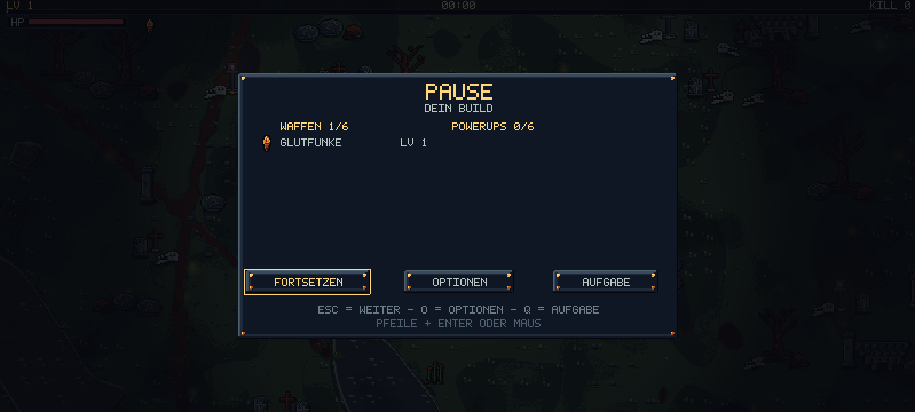 LV 1 00:00 KILL 0
HP
PAUSE
DEIN BUILD
WAFFEN 1/6 POWERUPS 0/6
GLUTFUNKE LV 1
FORTSETZEN OPTIONEN AUFGABE
ESC = WEITER - O = OPTIONEN - Q = AUFGABE
PFEILE + ENTER ODER MAUS